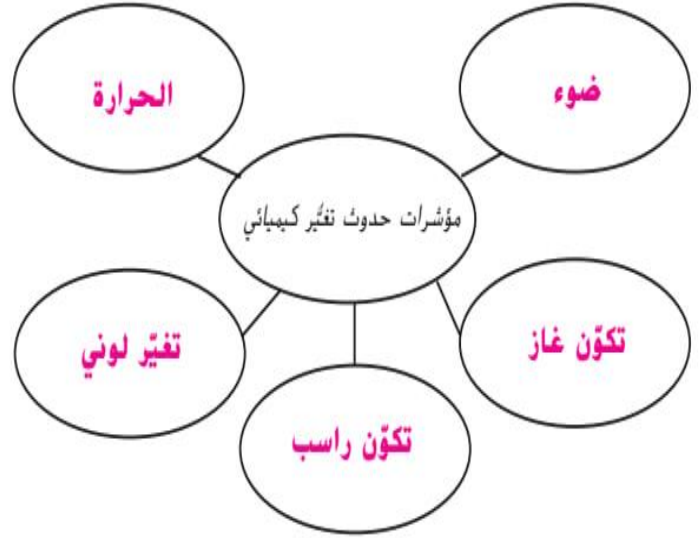 ضوء
الحرارة
مؤشرات حدوث تغيُّر كيميائي
تكوّن غاز
تغيّر لوني
تكوّن راسب